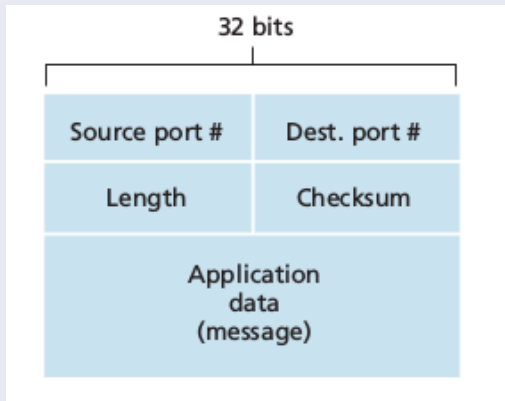 32 bits
Source port #
Dest. port #
Length
Checksum
Application
data
(message)